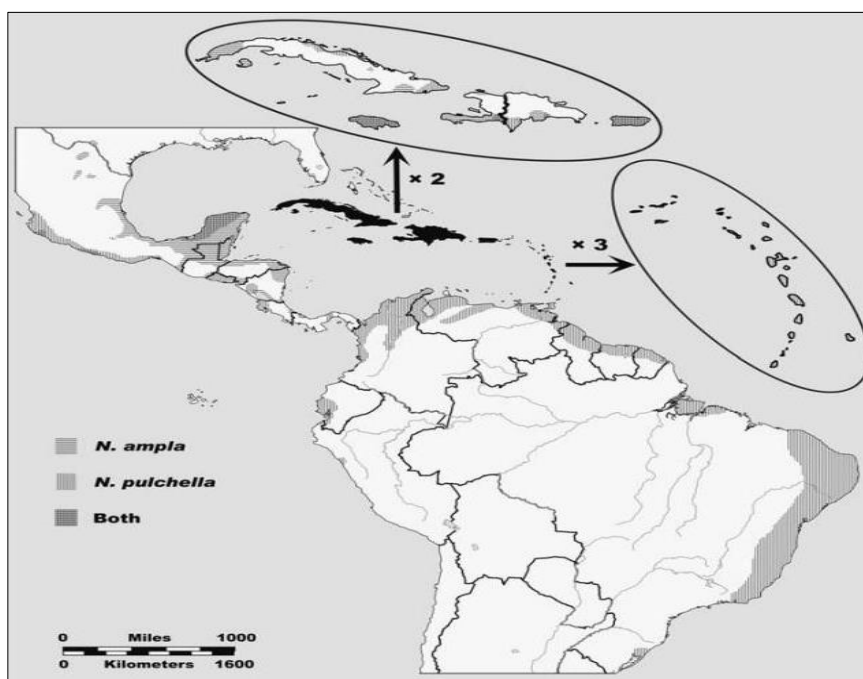 × 2
× 3
N. ampla
N. pulchella
Both
0 Miles 1000
0 Kilometers 1600